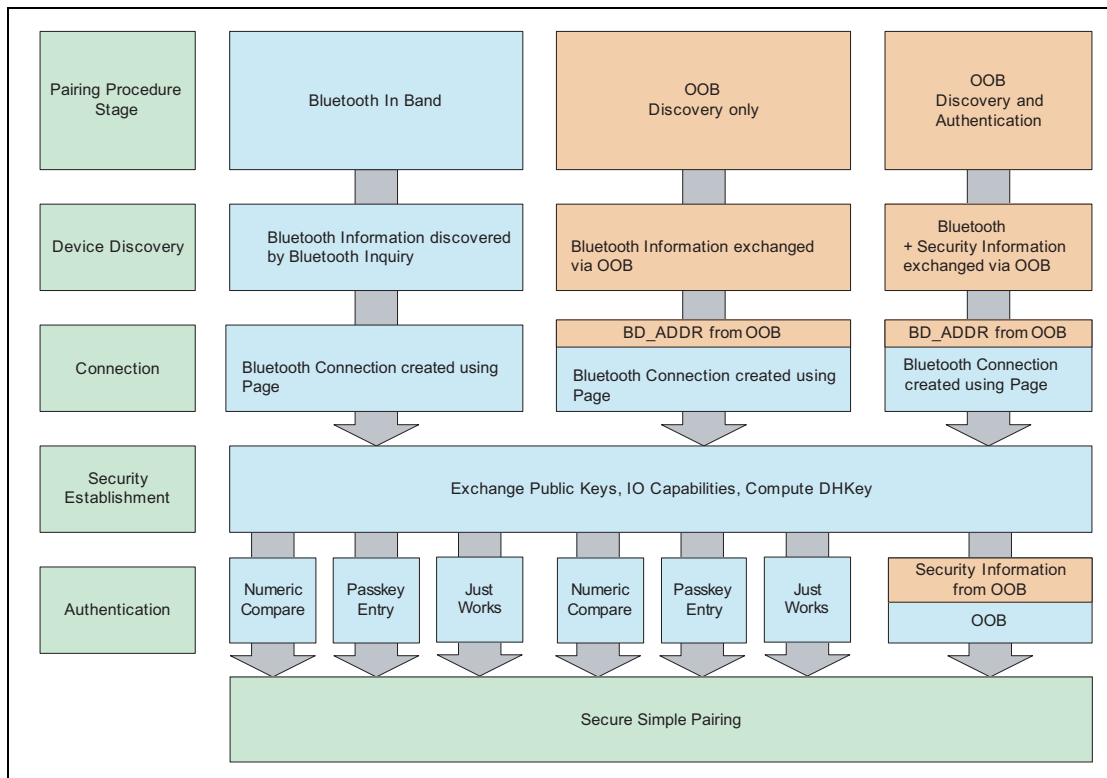 Pairing Procedure
Stage
Bluetooth In Band
OOB
Discovery only
OOB
Discovery and
Authentication
Device Discovery
Bluetooth Information discovered
by Bluetooth Inquiry
Bluetooth Information exchanged
via OOB
Bluetooth
+ Security Information
exchanged via OOB
Connection
Bluetooth Connection created using
Page
BD_ADDR from OOB
Bluetooth Connection created using
Page
BD_ADDR from OOB
Bluetooth Connection
created using Page
Security
Establishment
Exchange Public Keys, IO Capabilities, Compute DHKey
Authentication
Numeric
Compare
Passkey
Entry
Just
Works
Numeric
Compare
Passkey
Entry
Just
Works
Security Information
from OOB
OOB
Secure Simple Pairing